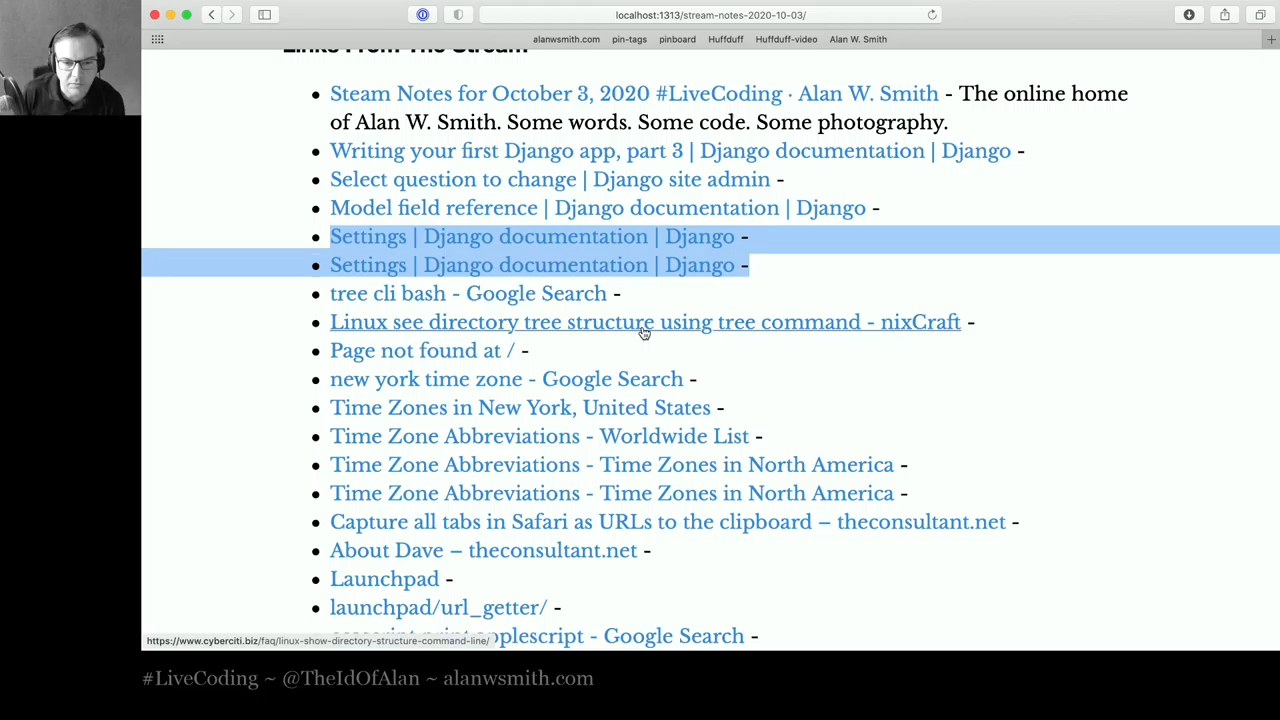 localhost:1313/stream-notes-2020-10-03/
alanwsmith.com pin-tags pinboard Huffduff Huffduff-video Alan W. Smith
Links From The Stream
Steam Notes for October 3, 2020 #LiveCoding · Alan W. Smith - The online home
of Alan W. Smith. Some words. Some code. Some photography.
Writing your first Django app, part 3 | Django documentation | Django -
Select question to change | Django site admin -
Model field reference | Django documentation | Django -
Settings | Django documentation | Django -
Settings | Django documentation | Django -
tree cli bash - Google Search -
Linux see directory tree structure using tree command - nixCraft -
Page not found at / -
new york time zone - Google Search -
Time Zones in New York, United States -
Time Zone Abbreviations - Worldwide List -
Time Zone Abbreviations - Time Zones in North America -
Time Zone Abbreviations - Time Zones in North America -
Capture all tabs in Safari as URLs to the clipboard – theconsultant.net -
About Dave – theconsultant.net -
Launchpad -
launchpad/url_getter/ -
applescript - Google Search -
https://www.cyberciti.biz/faq/linux-show-directory-structure-command-line/
#LiveCoding ~ @TheIdOfAlan ~ alanwsmith.com